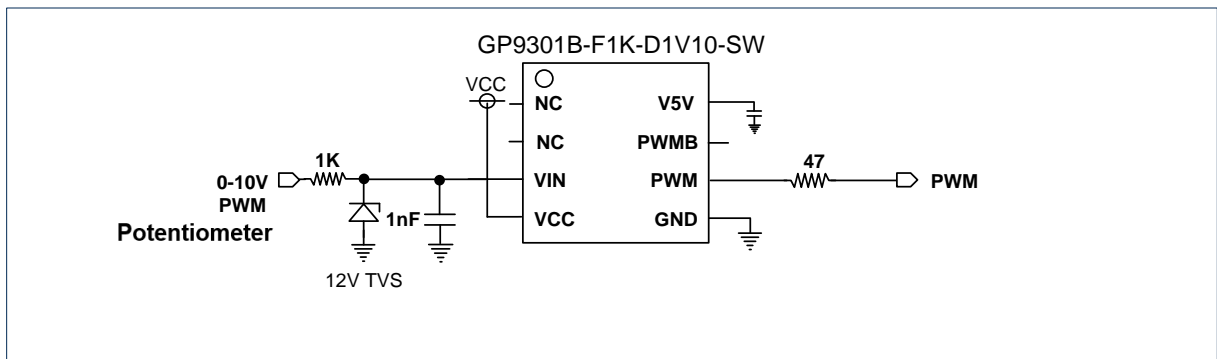 GP9301B-F1K-D1V10-SW
VCC
NC
V5V
NC
PWMB
1K
47
0-10V
VIN
PWM
PWM
PWM
Potentiometer
1nF
VCC
GND
12V TVS